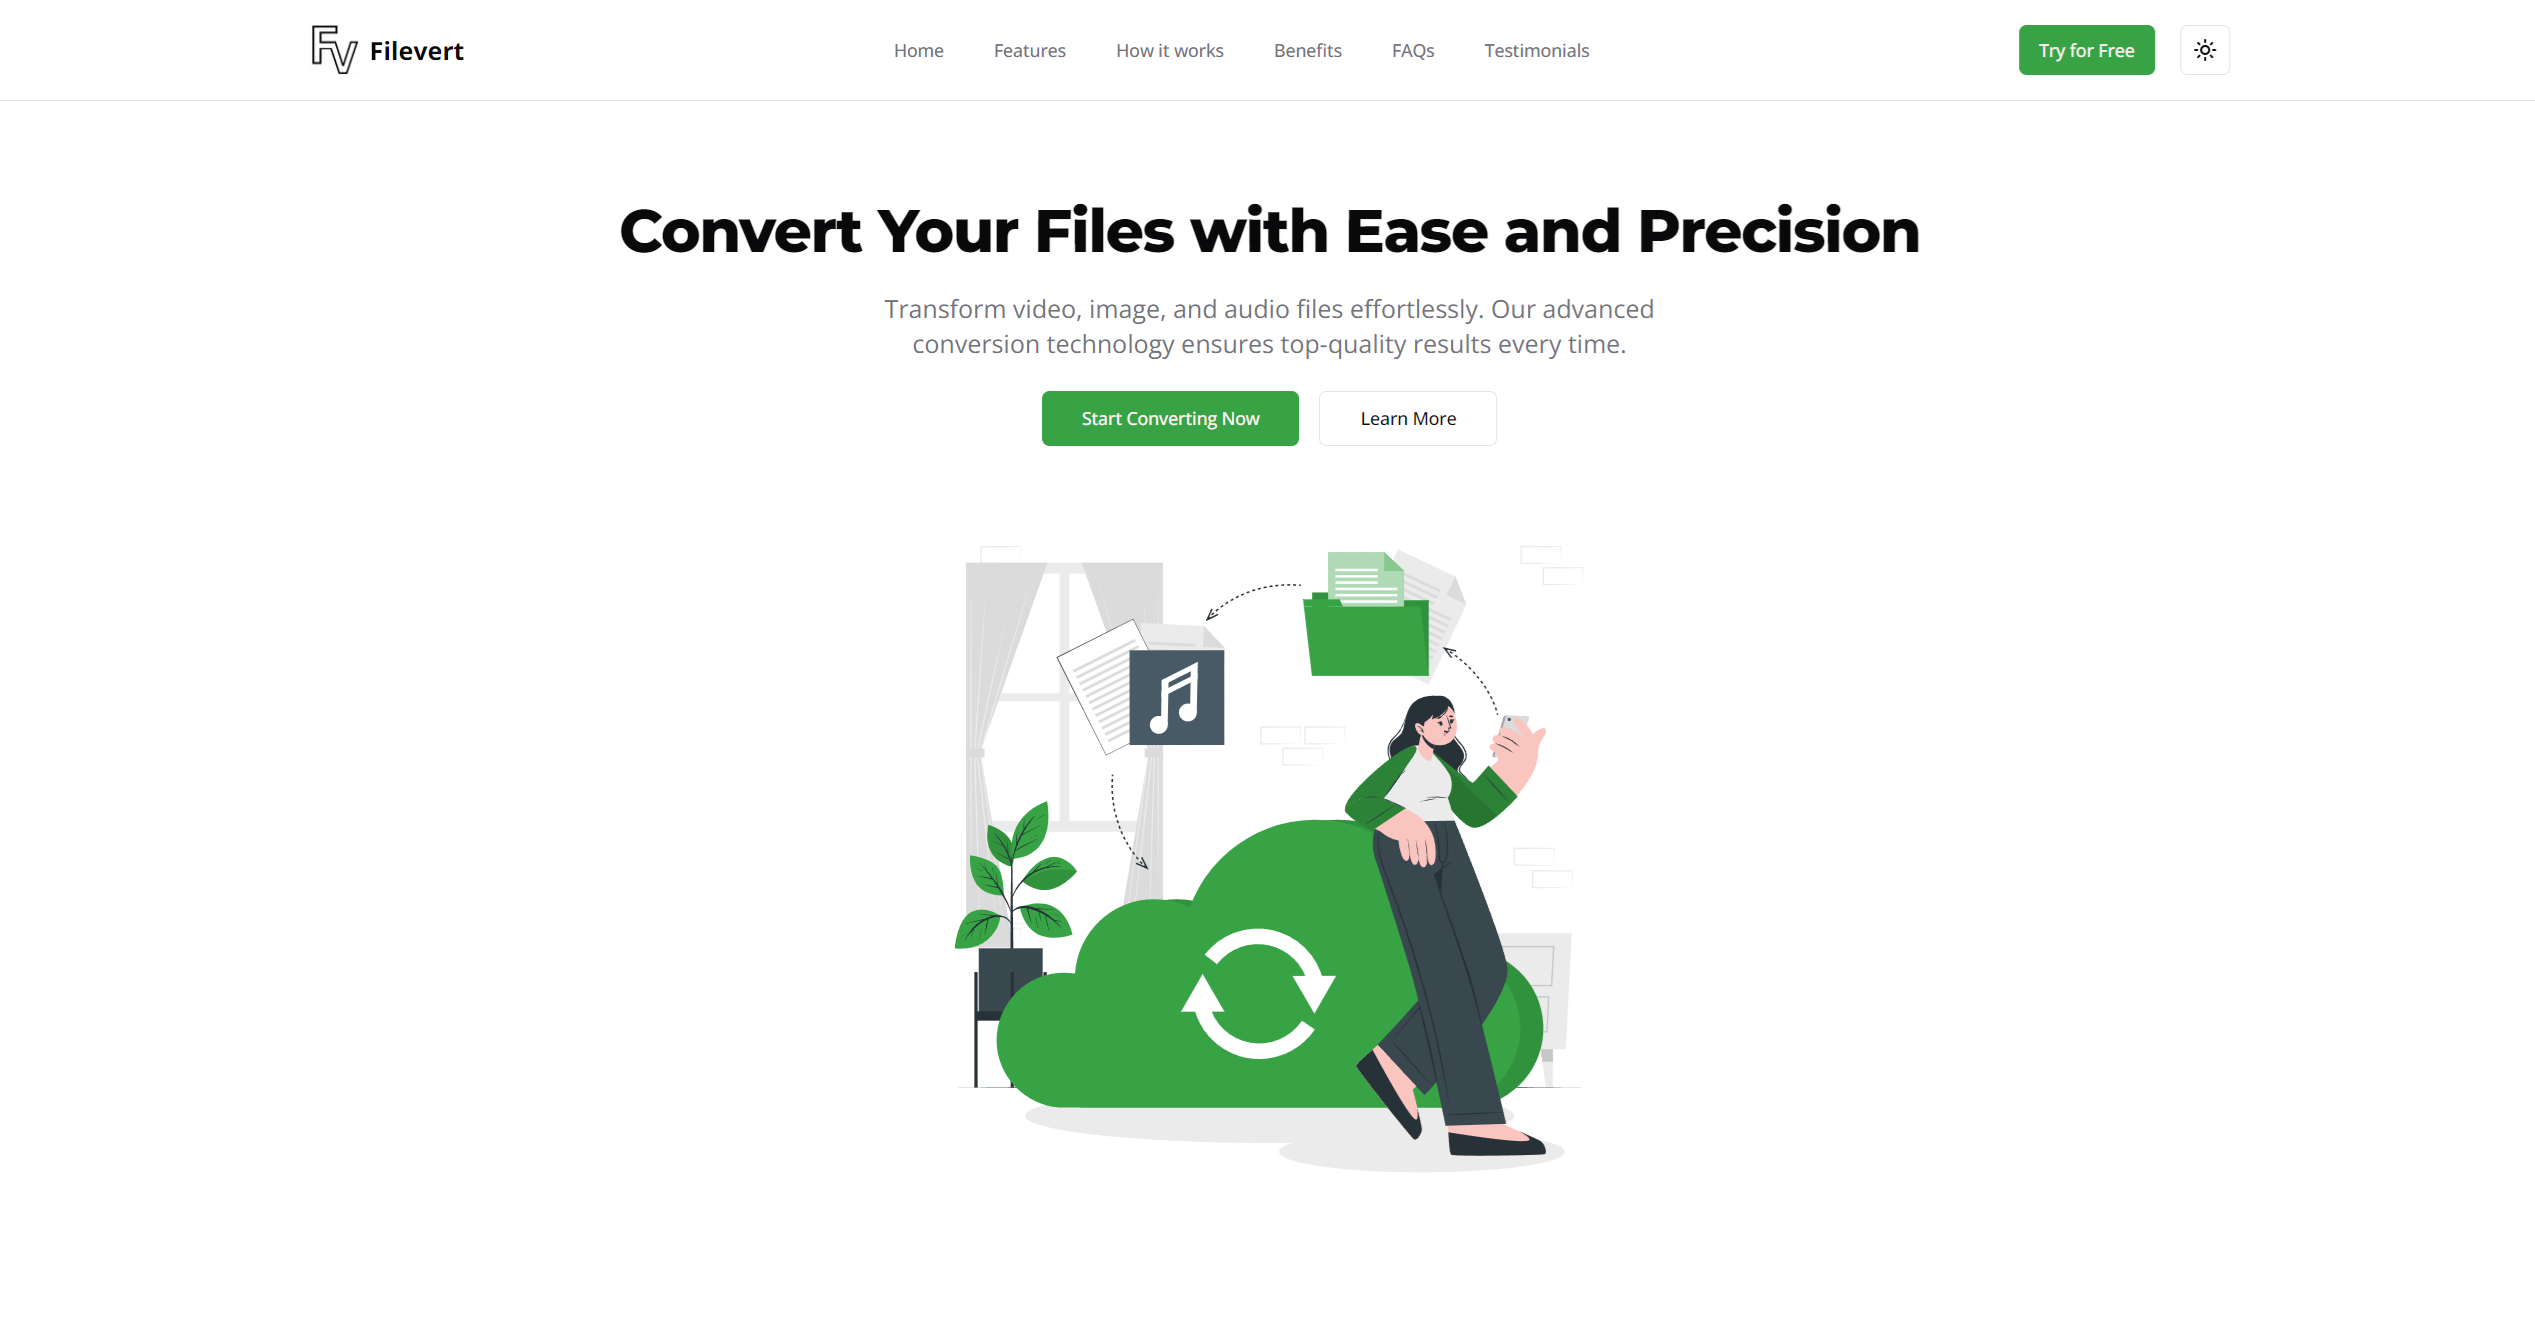 FV Filevert
Home Features How it works Benefits FAQs Testimonials
Try for Free
Convert Your Files with Ease and Precision
Transform video, image, and audio files effortlessly. Our advanced
conversion technology ensures top-quality results every time.
Start Converting Now
Learn More